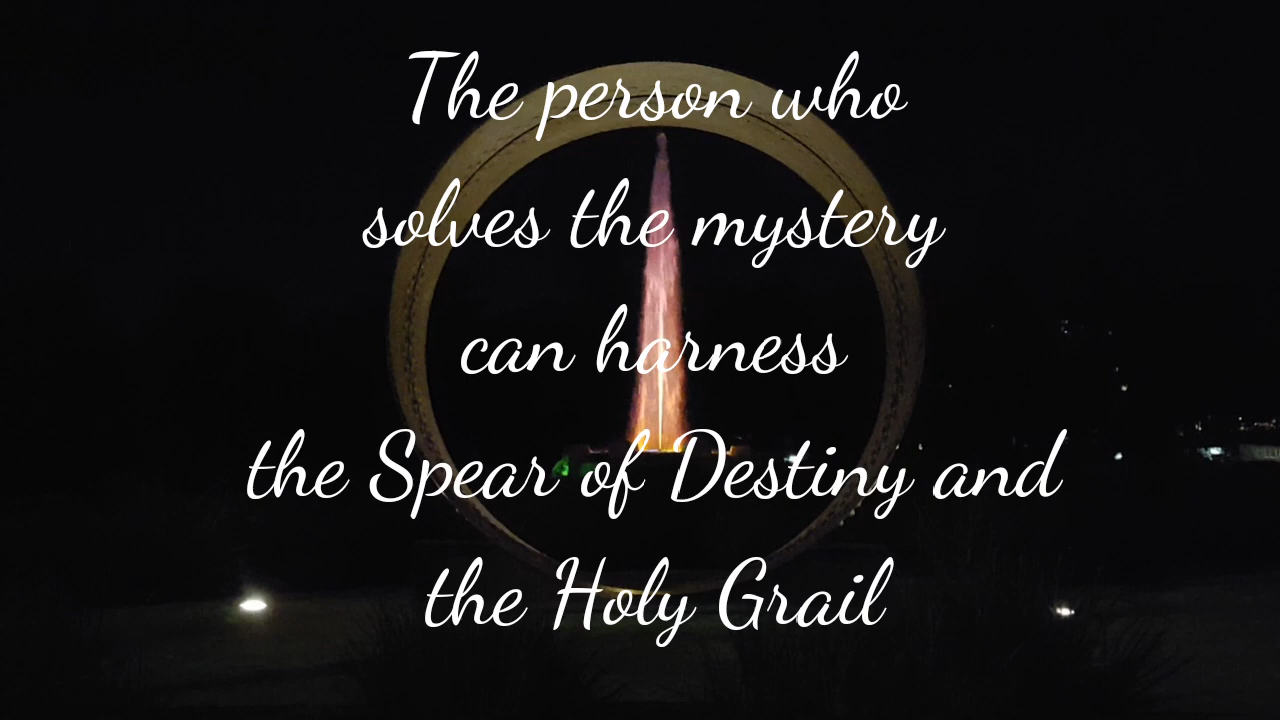 The person who
solves the mystery
can harness
the Spear of Destiny and
the Holy Grail